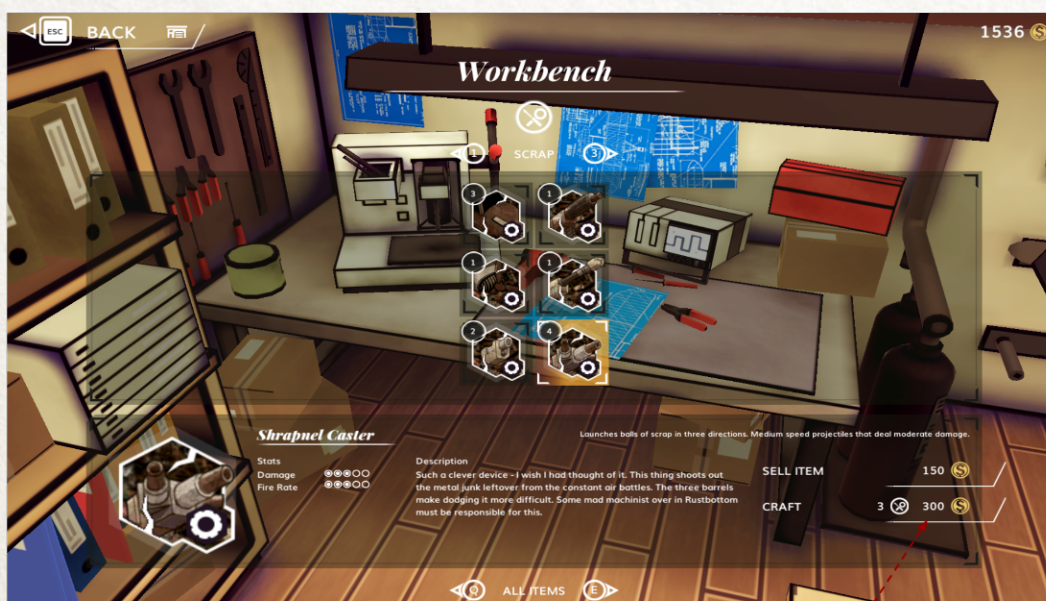 ESC BACK 1536
Workbench
1 SCRAP 3
3 1
1 1
2 4
Shrapnel Caster
Launches balls of scrap in three directions. Medium speed projectiles that deal moderate damage.
Stats
Damage
Fire Rate
Description
Such a clever device - I wish I had thought of it. This thing shoots out
the metal junk leftover from the constant air battles. The three barrels
make dodging it more difficult. Some mad machinist over in Rustbottom
must be responsible for this.
SELL ITEM 150
CRAFT 3 300
Q ALL ITEMS E